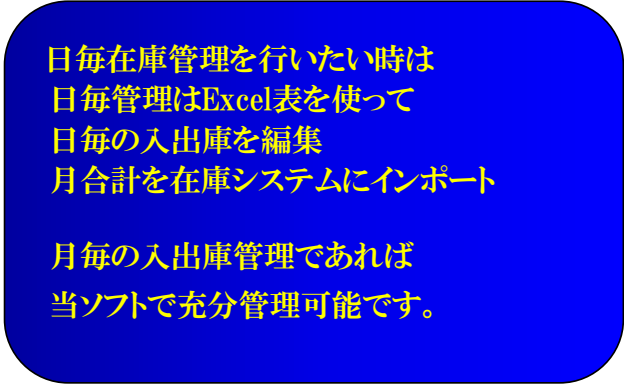 日毎在庫管理を行いたい時は
日毎管理はExcel表を使って
日毎の入出庫を編集
月合計を在庫システムにインポート
月毎の入出庫管理であれば
当ソフトで充分管理可能です。